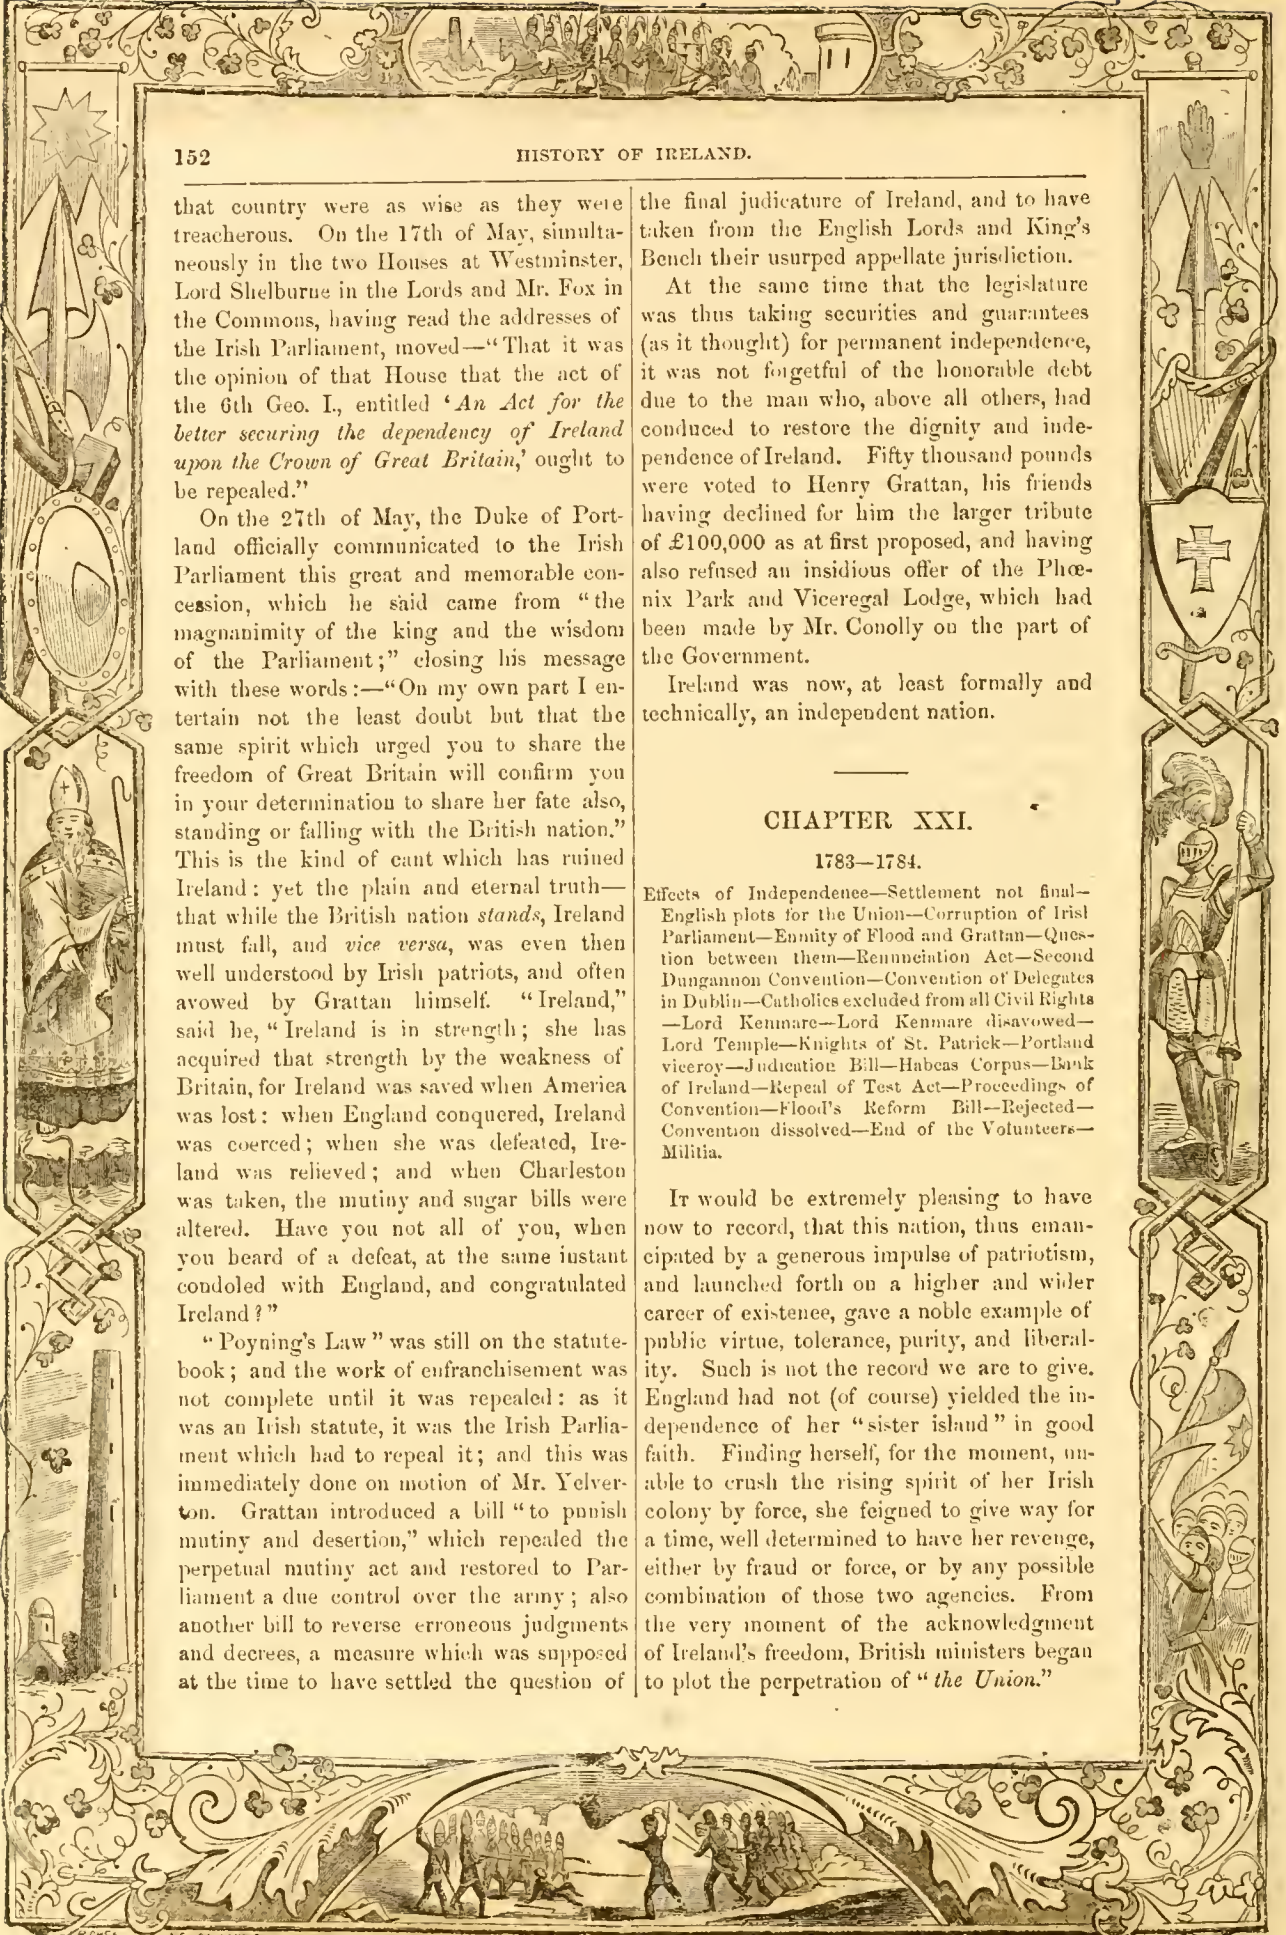 152
HISTORY OF IRELAND.
that country were as wise as they were
treacherous. On the 17th of May, simulta-
neously in the two Houses at Westminster,
Lord Shelburne in the Lords and Mr. Fox in
the Commons, having read the addresses of
the Irish Parliament, moved—“That it was
the opinion of that House that the act of
the 6th Geo. I., entitled ‘An Act for the
better securing the dependency of Ireland
upon the Crown of Great Britain,’ ought to
be repealed.”
On the 27th of May, the Duke of Port-
land officially communicated to the Irish
Parliament this great and memorable con-
cession, which he said came from “the
magnanimity of the king and the wisdom
of the Parliament;” closing his message
with these words:—“On my own part I en-
tertain not the least doubt but that the
same spirit which urged you to share the
freedom of Great Britain will confirm you
in your determination to share her fate also,
standing or falling with the British nation.”
This is the kind of cant which has ruined
Ireland: yet the plain and eternal truth—
that while the British nation stands, Ireland
must fall, and vice versa, was even then
well understood by Irish patriots, and often
avowed by Grattan himself. “Ireland,”
said he, “Ireland is in strength; she has
acquired that strength by the weakness of
Britain, for Ireland was saved when America
was lost: when England conquered, Ireland
was coerced; when she was defeated, Ire-
land was relieved; and when Charleston
was taken, the mutiny and sugar bills were
altered. Have you not all of you, when
you heard of a defeat, at the same instant
condoled with England, and congratulated
Ireland?”
“Poyning’s Law” was still on the statute-
book; and the work of enfranchisement was
not complete until it was repealed: as it
was an Irish statute, it was the Irish Parlia-
ment which had to repeal it; and this was
immediately done on motion of Mr. Yelver-
ton. Grattan introduced a bill “to punish
mutiny and desertion,” which repealed the
perpetual mutiny act and restored to Par-
liament a due control over the army; also
another bill to reverse erroneous judgments
and decrees, a measure which was supposed
at the time to have settled the question of
the final judicature of Ireland, and to have
taken from the English Lords and King’s
Bench their usurped appellate jurisdiction.
At the same time that the legislature
was thus taking securities and guarantees
(as it thought) for permanent independence,
it was not forgetful of the honorable debt
due to the man who, above all others, had
conduced to restore the dignity and inde-
pendence of Ireland. Fifty thousand pounds
were voted to Henry Grattan, his friends
having declined for him the larger tribute
of £100,000 as at first proposed, and having
also refused an insidious offer of the Phœ-
nix Park and Viceregal Lodge, which had
been made by Mr. Conolly on the part of
the Government.
Ireland was now, at least formally and
technically, an independent nation.
CHAPTER XXI.
1783—1784.
Effects of Independence—Settlement not final—
English plots for the Union—Corruption of Irish
Parliament—Enmity of Flood and Grattan—Ques-
tion between them—Renunciation Act—Second
Dungannon Convention—Convention of Delegates
in Dublin—Catholics excluded from all Civil Rights
—Lord Kenmare—Lord Kenmare disavowed—
Lord Temple—Knights of St. Patrick—Portland
viceroy—Judication Bill—Habeas Corpus—Bank
of Ireland—Repeal of Test Act—Proceedings of
Convention—Flood’s Reform Bill—Rejected—
Convention dissolved—End of the Volunteers—
Militia.
IT would be extremely pleasing to have
now to record, that this nation, thus eman-
cipated by a generous impulse of patriotism,
and launched forth on a higher and wider
career of existence, gave a noble example of
public virtue, tolerance, purity, and liberal-
ity. Such is not the record we are to give.
England had not (of course) yielded the in-
dependence of her “sister island” in good
faith. Finding herself, for the moment, un-
able to crush the rising spirit of her Irish
colony by force, she feigned to give way for
a time, well determined to have her revenge,
either by fraud or force, or by any possible
combination of those two agencies. From
the very moment of the acknowledgment
of Ireland’s freedom, British ministers began
to plot the perpetration of “the Union.”